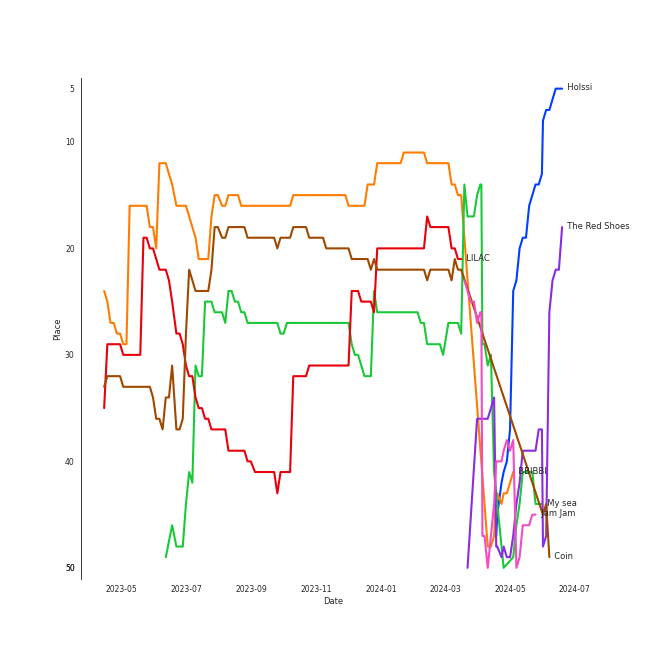 5
Holssi
10
20
The Red Shoes
LILAC
Place
30
40
BBIBBI
My sea
Jam Jam
Coin
50
2023-05
2023-07
2023-09
2023-11
2024-01
2024-03
2024-05
2024-07
Date